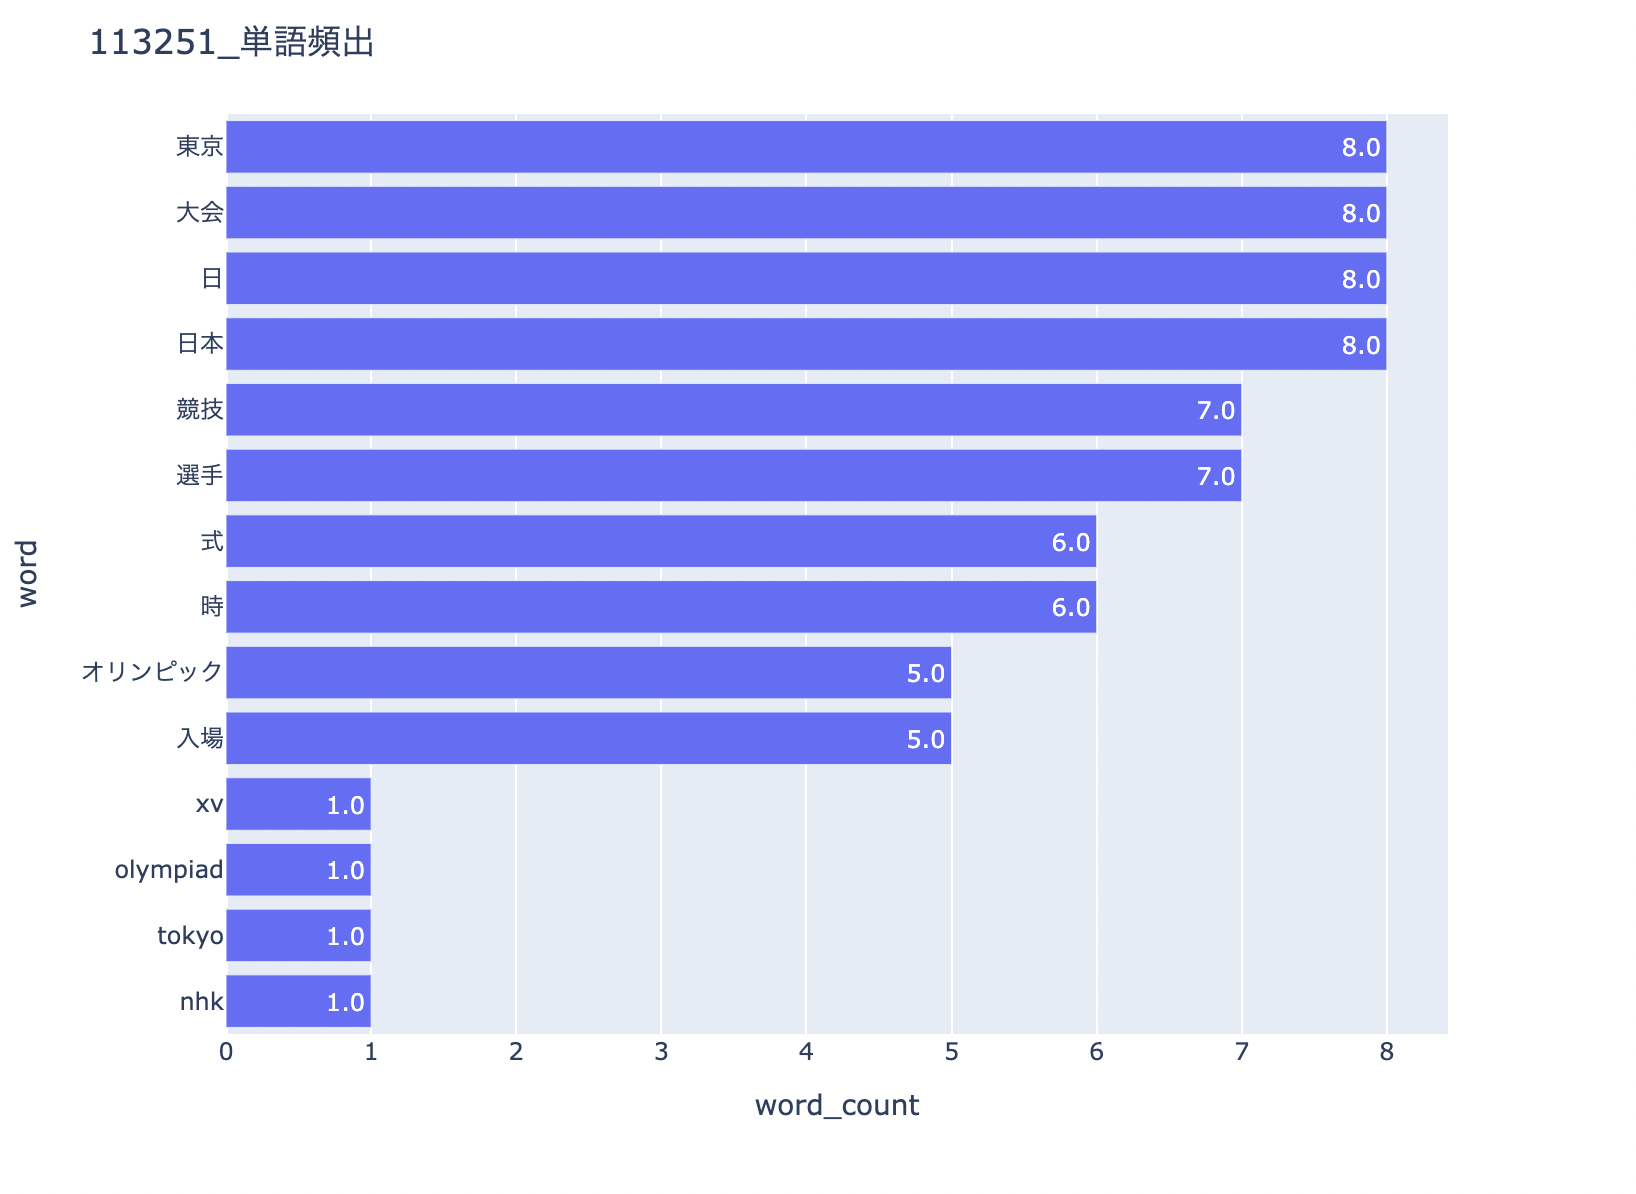 113251_単語頻出
東京 8.0
大会 8.0
日 8.0
日本 8.0
競技 7.0
選手 7.0
式 6.0
時 6.0
オリンピック 5.0
入場 5.0
xv 1.0
olympiad 1.0
tokyo 1.0
nhk 1.0
0 1 2 3 4 5 6 7 8
word_count
word